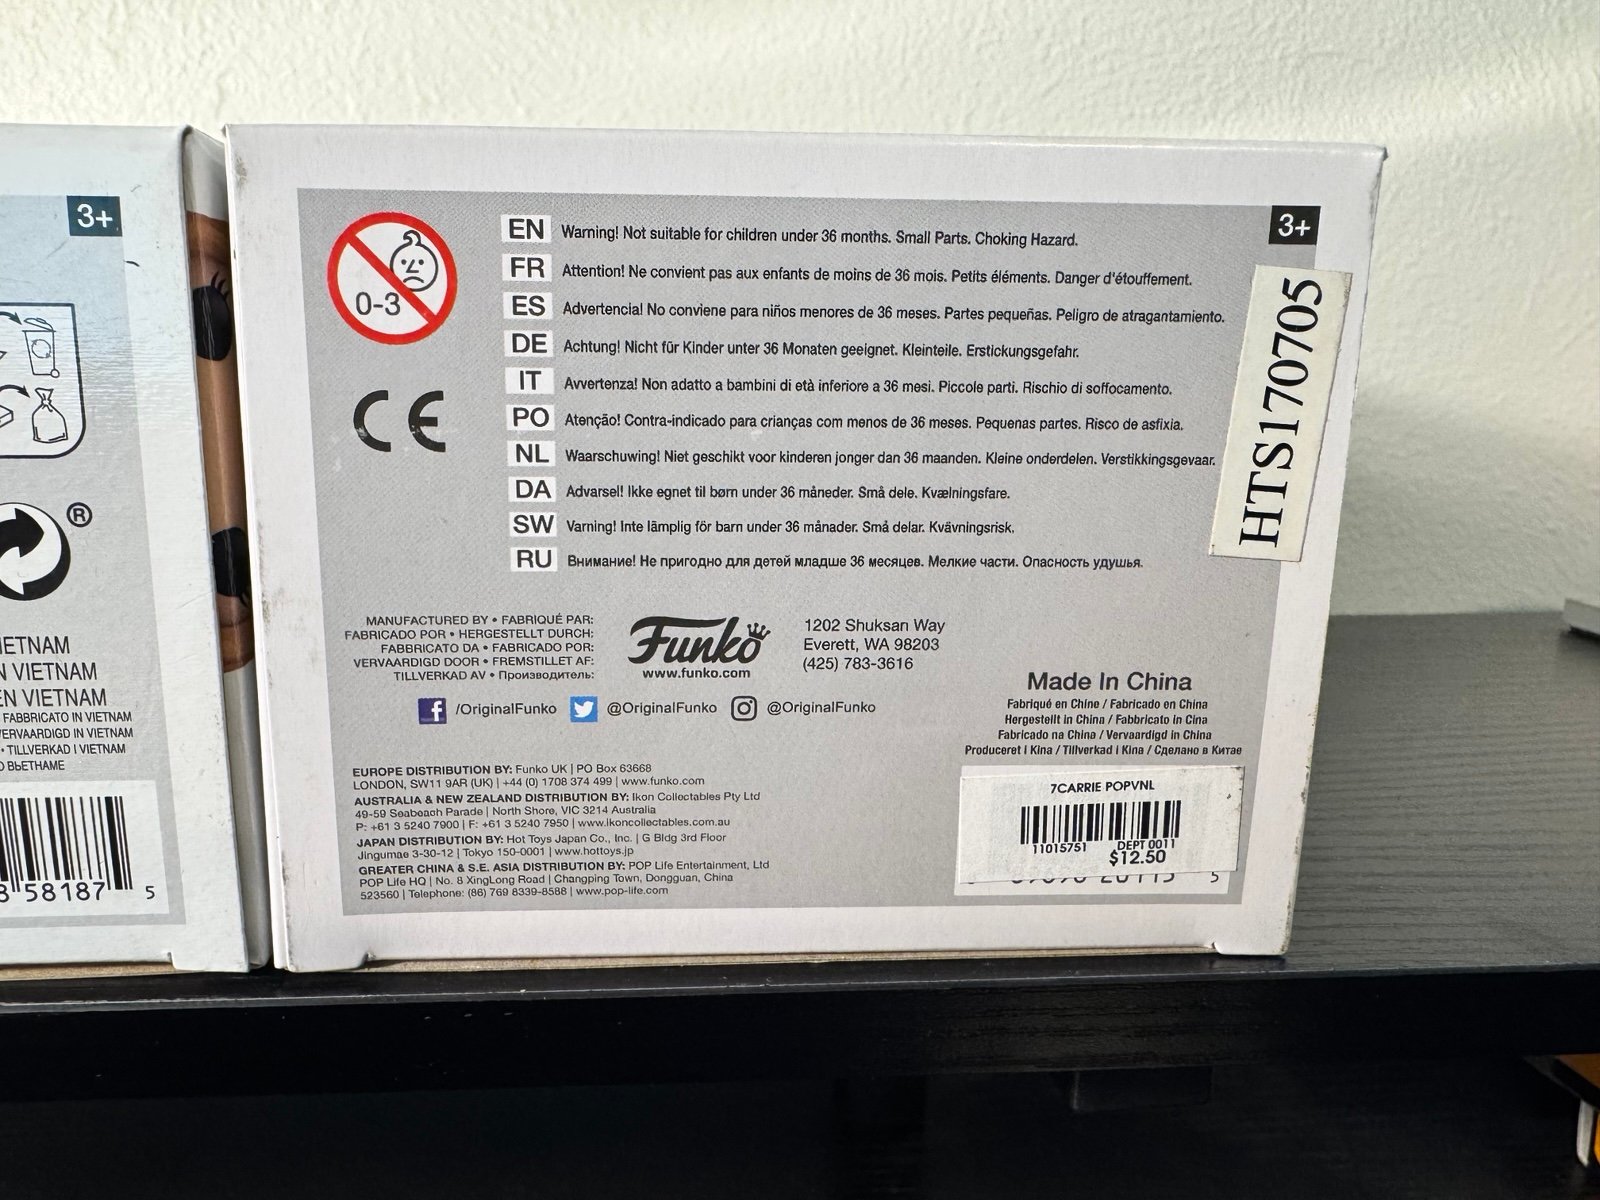 3+
®
IETNAM
N VIETNAM
EN VIETNAM
FABBRICATO IN VIETNAM
ERVAARDIGD IN VIETNAM
• TILLVERKAD I VIETNAM
О ВЬЕТНАМЕ
8 58187 5
0-3
CE
3+
EN Warning! Not suitable for children under 36 months. Small Parts. Choking Hazard.
FR Attention! Ne convient pas aux enfants de moins de 36 mois. Petits éléments. Danger d'étouffement.
ES Advertencia! No conviene para niños menores de 36 meses. Partes pequeñas. Peligro de atragantamiento.
DE Achtung! Nicht für Kinder unter 36 Monaten geeignet. Kleinteile. Erstickungsgefahr.
IT Avvertenza! Non adatto a bambini di età inferiore a 36 mesi. Piccole parti. Rischio di soffocamento.
PO Atenção! Contra-indicado para crianças com menos de 36 meses. Pequenas partes. Risco de asfixia.
NL Waarschuwing! Niet geschikt voor kinderen jonger dan 36 maanden. Kleine onderdelen. Verstikkingsgevaar.
DA Advarsel! Ikke egnet til børn under 36 måneder. Små dele. Kvælningsfare.
SW Varning! Inte lämplig för barn under 36 månader. Små delar. Kvävningsrisk.
RU Внимание! Не пригодно для детей младше 36 месяцев. Мелкие части. Опасность удушья.
HTS170705
MANUFACTURED BY • FABRIQUÉ PAR:
FABRICADO POR • HERGESTELLT DURCH:
FABBRICATO DA • FABRICADO POR:
VERVAARDIGD DOOR • FREMSTILLET AF:
TILLVERKAD AV • Производитель:
Funko
www.funko.com
1202 Shuksan Way
Everett, WA 98203
(425) 783-3616
/OriginalFunko @OriginalFunko @OriginalFunko
Made In China
Fabriqué en Chine / Fabricado en China
Hergestellt in China / Fabbricato in Cina
Fabricado na China / Vervaardigd in China
Produceret i Kina / Tillverkad i Kina / Сделано в Китае
EUROPE DISTRIBUTION BY: Funko UK | PO Box 63668
LONDON, SW11 9AR (UK) | +44 (0) 1708 374 499 | www.funko.com
AUSTRALIA & NEW ZEALAND DISTRIBUTION BY: Ikon Collectables Pty Ltd
49-59 Seabeach Parade | North Shore, VIC 3214 Australia
P: +61 3 5240 7900 | F: +61 3 5240 7950 | www.ikoncollectables.com.au
JAPAN DISTRIBUTION BY: Hot Toys Japan Co., Inc. | G Bldg 3rd Floor
Jingumae 3-30-12 | Tokyo 150-0001 | www.hottoys.jp
GREATER CHINA & S.E. ASIA DISTRIBUTION BY: POP Life Entertainment, Ltd
POP Life HQ | No. 8 XingLong Road | Changping Town, Dongguan, China
523560 | Telephone: (86) 769 8339-8588 | www.pop-life.com
7CARRIE POPVNL
11015751 DEPT 0011
$12.50
5